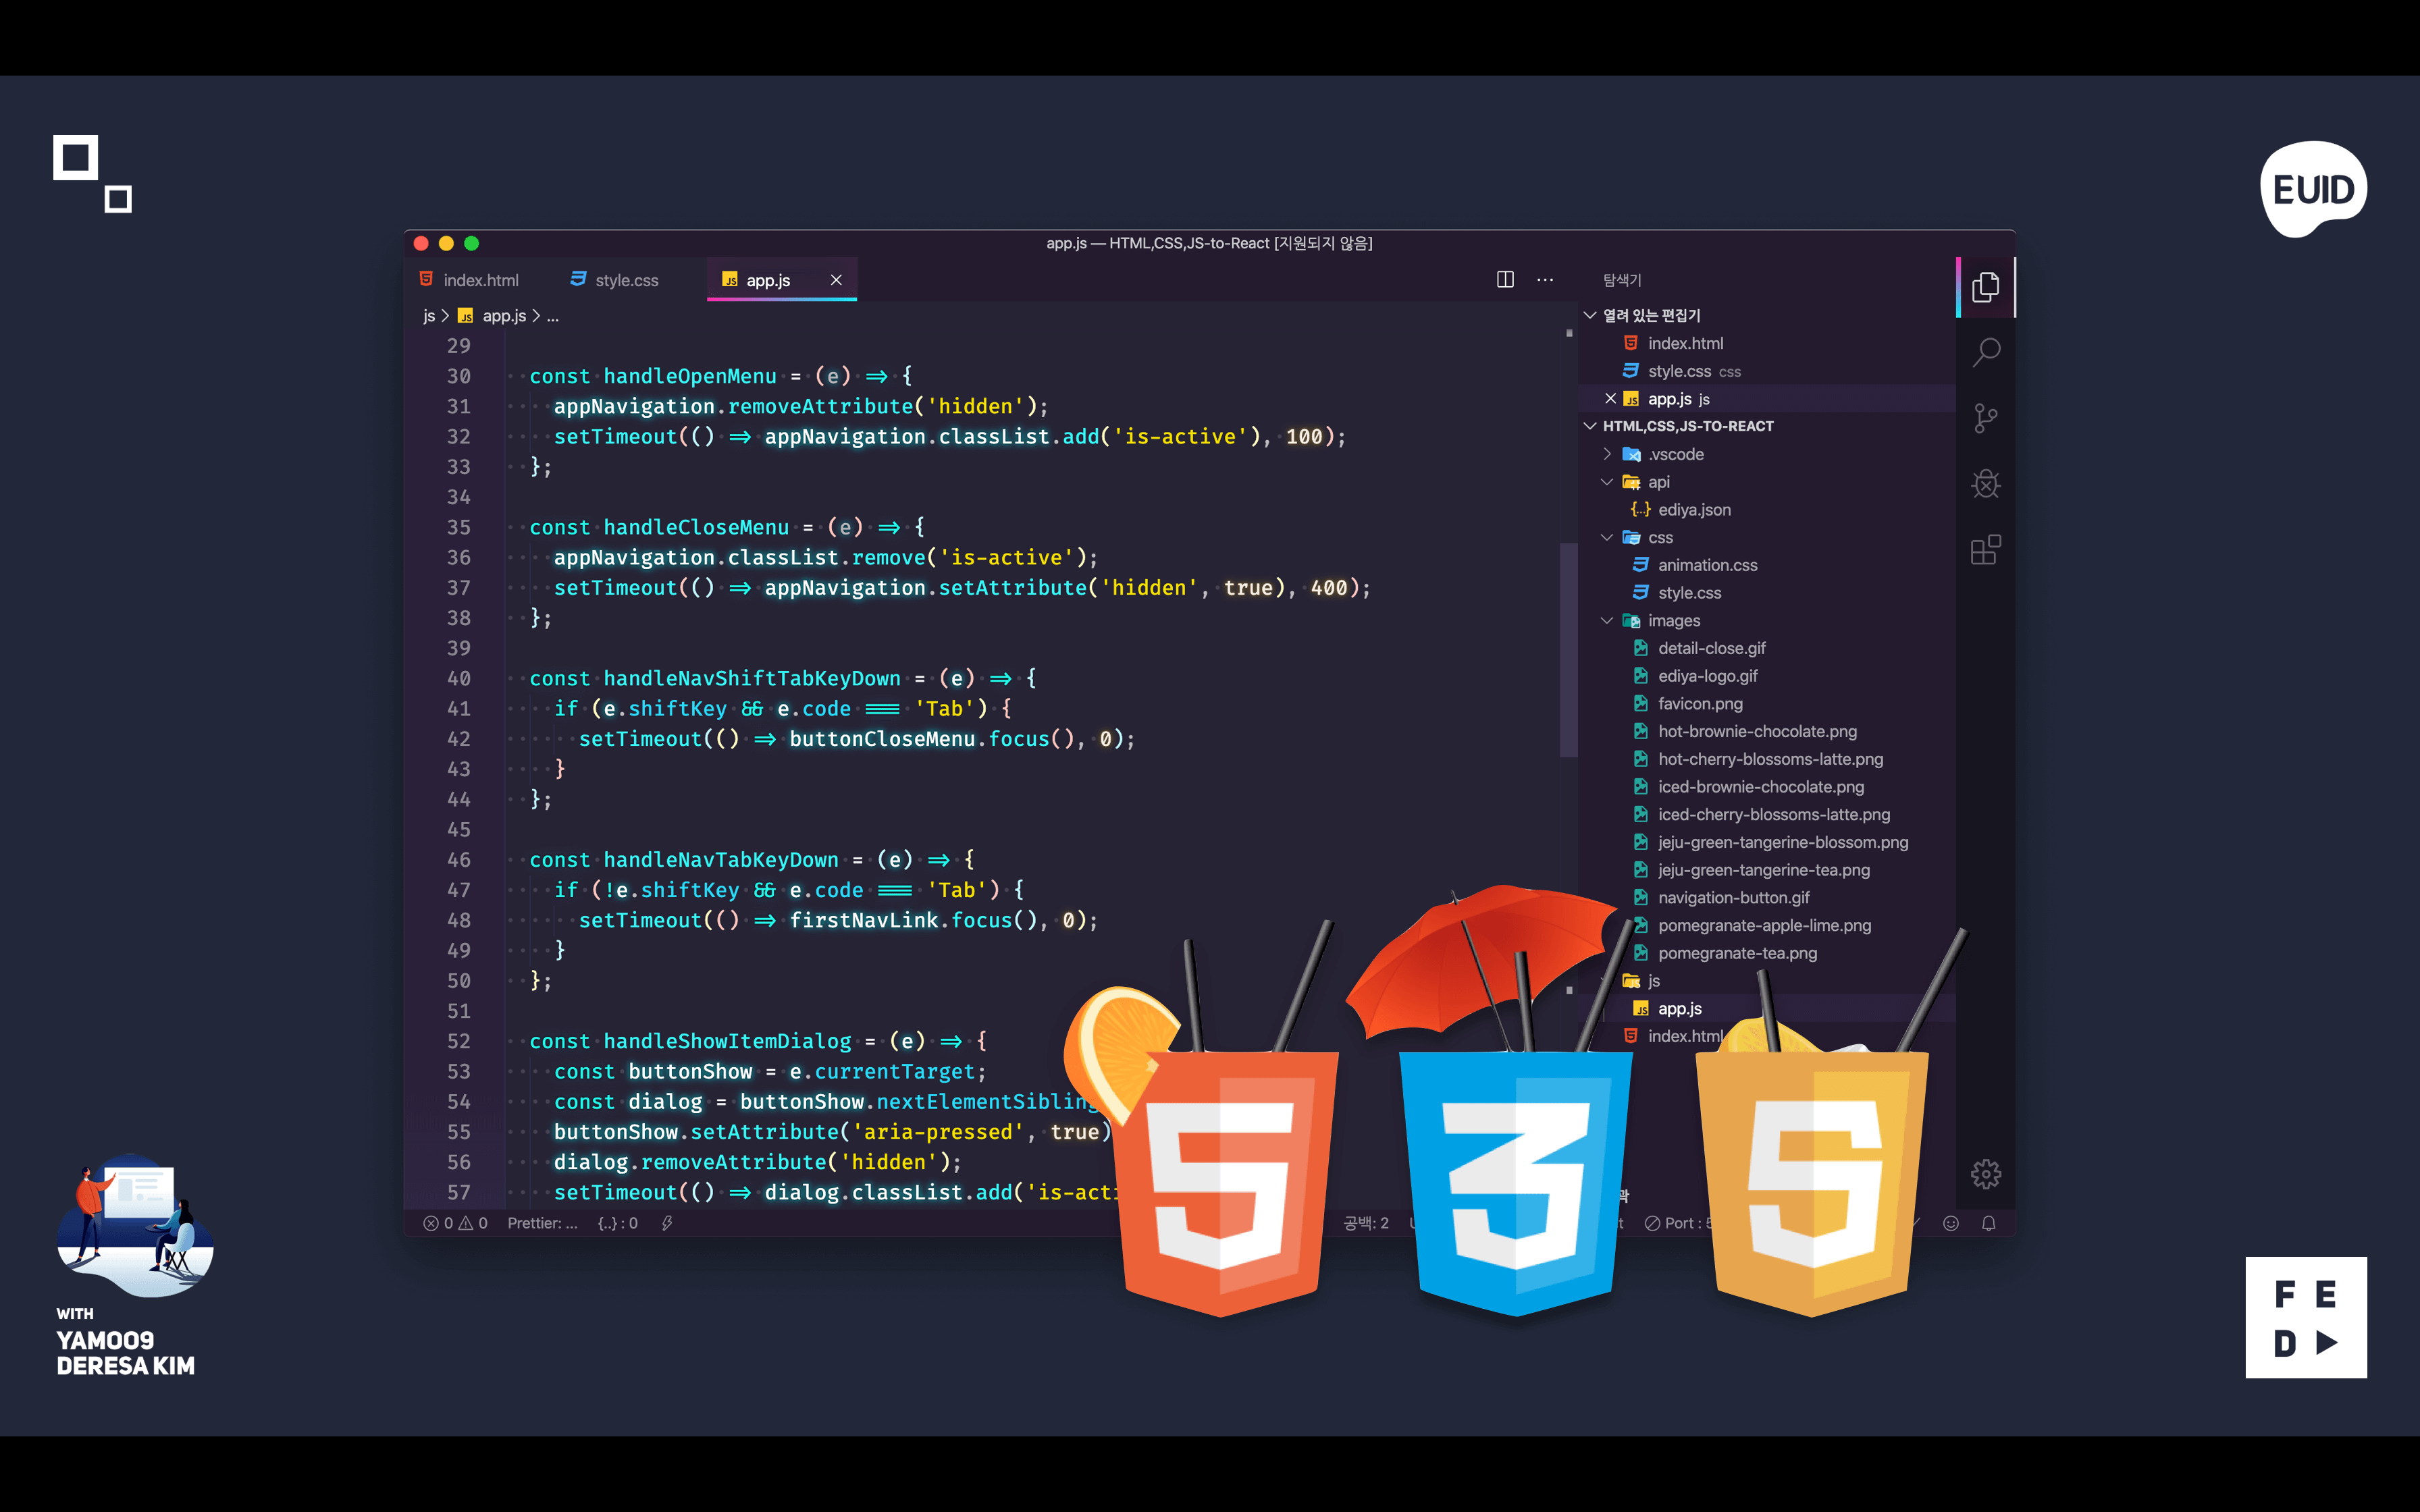 EUID
app.js — HTML,CSS,JS-to-React [지원되지 않음]
index.html
style.css
app.js
js > app.js > ...
29
30 const handleOpenMenu = (e) => {
31 appNavigation.removeAttribute('hidden');
32 setTimeout(() => appNavigation.classList.add('is-active'), 100);
33 };
34
35 const handleCloseMenu = (e) => {
36 appNavigation.classList.remove('is-active');
37 setTimeout(() => appNavigation.setAttribute('hidden', true), 400);
38 };
39
40 const handleNavShiftTabKeyDown = (e) => {
41 if (e.shiftKey && e.code === 'Tab') {
42 setTimeout(() => buttonCloseMenu.focus(), 0);
43 }
44 };
45
46 const handleNavTabKeyDown = (e) => {
47 if (!e.shiftKey && e.code === 'Tab') {
48 setTimeout(() => firstNavLink.focus(), 0);
49 }
50 };
51
52 const handleShowItemDialog = (e) => {
53 const buttonShow = e.currentTarget;
54 const dialog = buttonShow.nextElementSibling
55 buttonShow.setAttribute('aria-pressed', true)
56 dialog.removeAttribute('hidden');
57 setTimeout(() => dialog.classList.add('is-acti
탐색기
열려 있는 편집기
index.html
style.css css
app.js js
HTML,CSS,JS-TO-REACT
.vscode
api
ediya.json
css
animation.css
style.css
images
detail-close.gif
ediya-logo.gif
favicon.png
hot-brownie-chocolate.png
hot-cherry-blossoms-latte.png
iced-brownie-chocolate.png
iced-cherry-blossoms-latte.png
jeju-green-tangerine-blossom.png
jeju-green-tangerine-tea.png
navigation-button.gif
pomegranate-apple-lime.png
pomegranate-tea.png
js
app.js
index.html
0 0 Prettier: ... {..} : 0
공백: 2
Port : 5
WITH
YAMOO9
DERESA KIM
F E
D